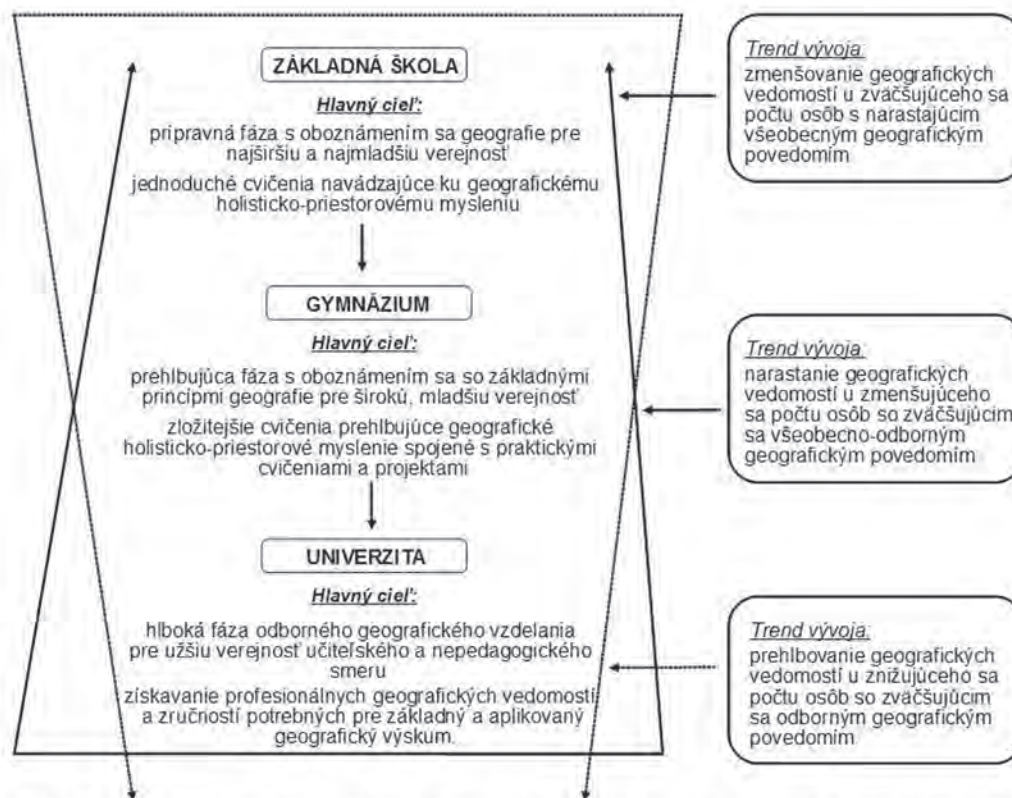 ZÁKLADNÁ ŠKOLA
Hlavný cieľ:
prípravná fáza s oboznámením sa geografie pre
najširšiu a najmladšiu verejnosť
jednoduché cvičenia navádzajúce ku geografickému
holisticko-priestorovému mysleniu
GYMNÁZIUM
Hlavný cieľ:
prehlbujúca fáza s oboznámením sa so základnými
princípmi geografie pre širokú, mladšiu verejnosť
zložitejšie cvičenia prehlbujúce geografické
holisticko-priestorové myslenie spojené s praktickými
cvičeniami a projektami
UNIVERZITA
Hlavný cieľ:
hlboká fáza odborného geografického vzdelania
pre užšiu verejnosť učiteľského a nepedagogického
smeru
získavanie profesionálnych geografických vedomostí
a zručností potrebných pre základný a aplikovaný
geografický výskum.
Trend vývoja:
zmenšovanie geografických
vedomostí u zväčšujúceho sa
počtu osôb s narastajúcim
všeobecným geografickým
povedomím
Trend vývoja:
narastanie geografických
vedomostí u zmenšujúceho
sa počtu osôb so zväčšujúcim
sa všeobecno-odborným
geografickým povedomím
Trend vývoja:
prehlbovanie geografických
vedomostí u znižujúceho sa
počtu osôb so zväčšujúcim
sa odborným geografickým
povedomím